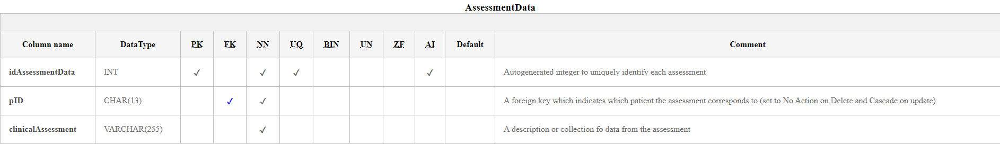 AssessmentData
Column name DataType PK FK NN UQ BIN UN ZF AI Default Comment
idAssessmentData INT ✓ ✓ ✓ ✓ Autogenerated integer to uniquely identify each assessment
pID CHAR(13) ✓ ✓ A foreign key which indicates which patient the assessment corresponds to (set to No Action on Delete and Cascade on update)
clinicalAssessment VARCHAR(255) ✓ A description or collection fo data from the assessment